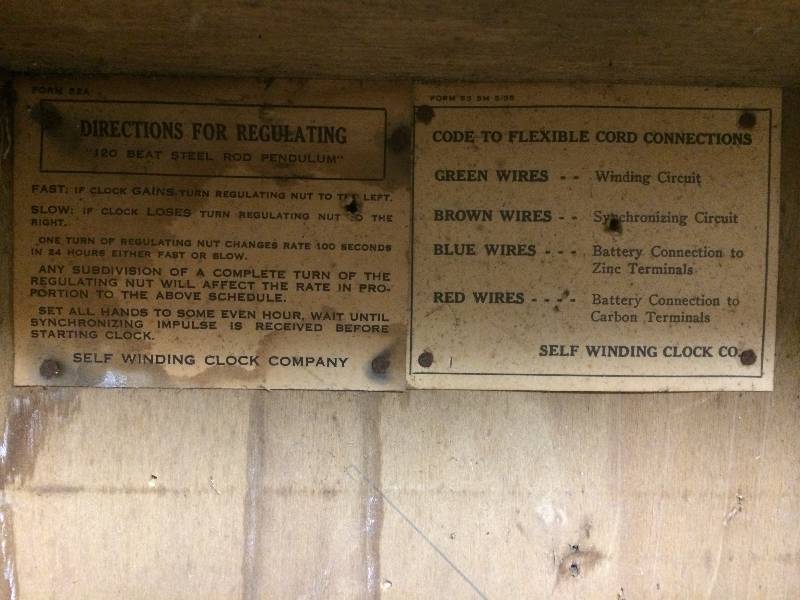 FORM 52A
DIRECTIONS FOR REGULATING
"120 BEAT STEEL ROD PENDULUM"
FAST: IF CLOCK GAINS TURN REGULATING NUT TO THE LEFT.
SLOW: IF CLOCK LOSES TURN REGULATING NUT TO THE
RIGHT.
ONE TURN OF REGULATING NUT CHANGES RATE 100 SECONDS
IN 24 HOURS EITHER FAST OR SLOW.
ANY SUBDIVISION OF A COMPLETE TURN OF THE
REGULATING NUT WILL AFFECT THE RATE IN PRO-
PORTION TO THE ABOVE SCHEDULE.
SET ALL HANDS TO SOME EVEN HOUR, WAIT UNTIL
SYNCHRONIZING IMPULSE IS RECEIVED BEFORE
STARTING CLOCK.
SELF WINDING CLOCK COMPANY
FORM 53 5M
CODE TO FLEXIBLE CORD CONNECTIONS
GREEN WIRES - - Winding Circuit
BROWN WIRES - - Synchronizing Circuit
BLUE WIRES - - - Battery Connection to
Zinc Terminals
RED WIRES - - - - Battery Connection to
Carbon Terminals
SELF WINDING CLOCK CO.